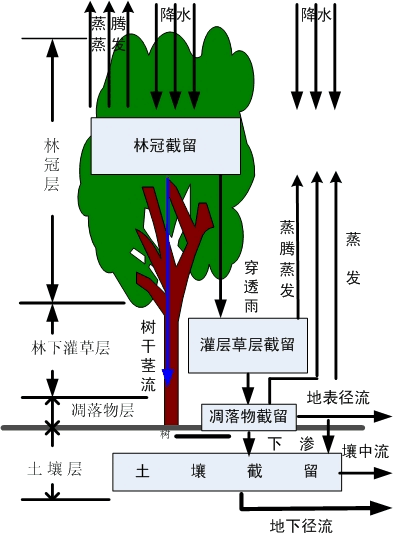 蒸腾
蒸发
降水
降水
林冠截留
林冠层
蒸腾蒸发
蒸发
穿透雨
树干茎流
林下灌草层
灌层草层截留
凋落物层
凋落物截留
地表径流
树
下渗
壤中流
土壤层
土壤截留
地下径流